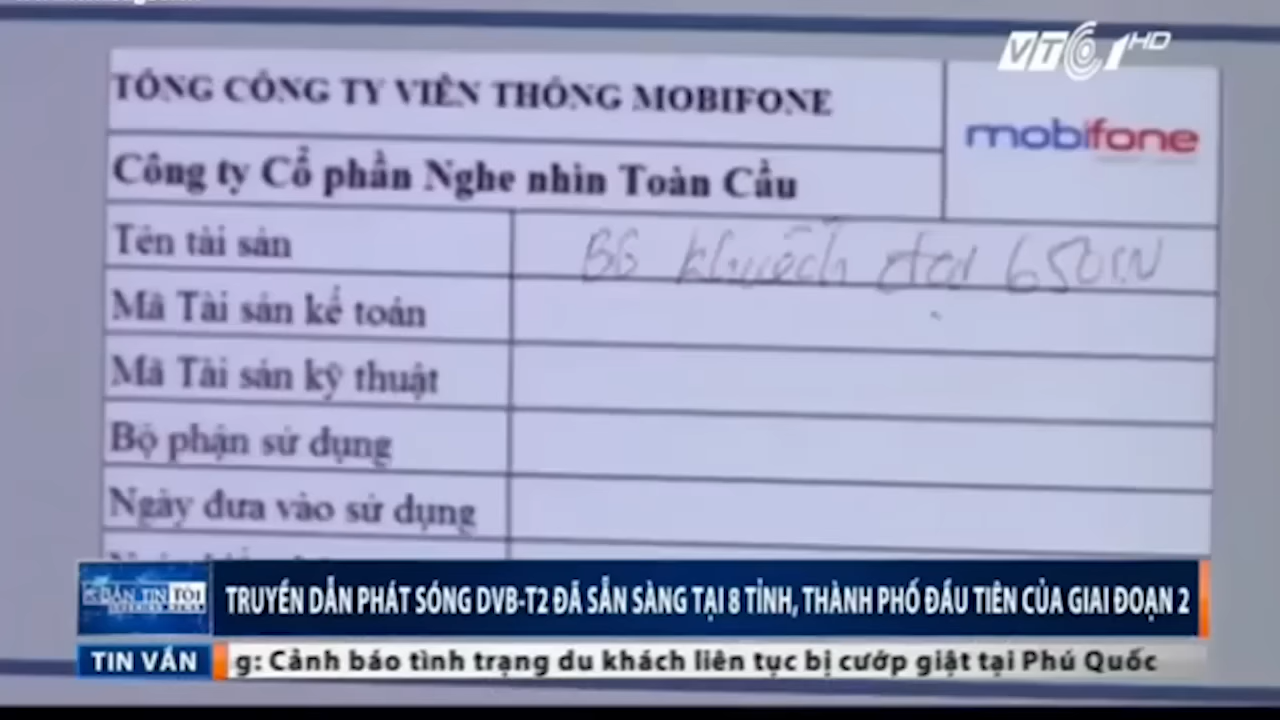 VTC1 HD
TỔNG CÔNG TY VIỄN THÔNG MOBIFONE
mobifone
Công ty Cổ phần Nghe nhìn Toàn Cầu
Tên tài sản
Bộ khuếch đại 650W
Mã Tài sản kế toán
Mã Tài sản kỹ thuật
Bộ phận sử dụng
Ngày đưa vào sử dụng
BẢN TIN TỐI
TRUYỀN DẪN PHÁT SÓNG DVB-T2 ĐÃ SẴN SÀNG TẠI 8 TỈNH, THÀNH PHỐ ĐẦU TIÊN CỦA GIAI ĐOẠN 2
TIN VẮN
g: Cảnh báo tình trạng du khách liên tục bị cướp giật tại Phú Quốc